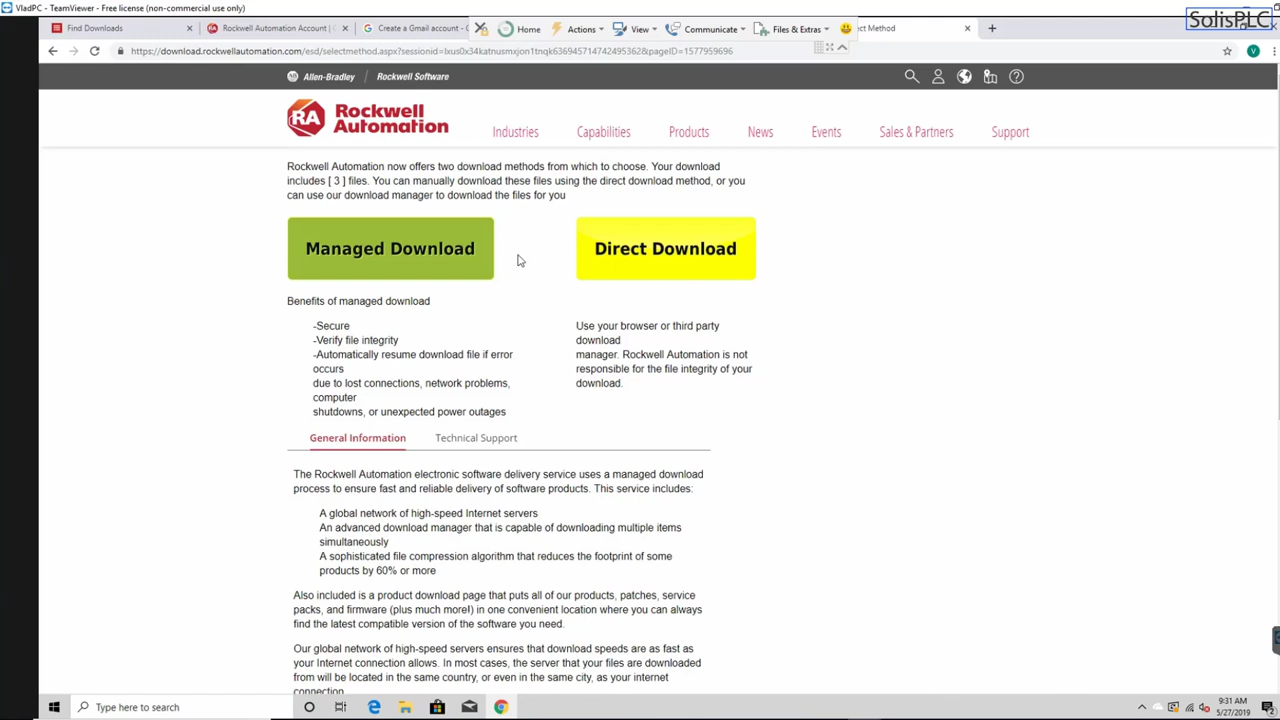 VladPC - TeamViewer - Free license (non-commercial use only)
SolisPLC
Find Downloads
Rockwell Automation Account |
Create a Gmail account -
Home
Actions
View
Communicate
Files & Extras
ect Method
https://download.rockwellautomation.com/esd/selectmethod.aspx?sessionid=lxus0x34katnusmxjon1tnqk636945714742495362&pageID=1577959696
V
Allen-Bradley
Rockwell Software
RA
Rockwell
Automation
Industries
Capabilities
Products
News
Events
Sales & Partners
Support
Rockwell Automation now offers two download methods from which to choose. Your download
includes [ 3 ] files. You can manually download these files using the direct download method, or you
can use our download manager to download the files for you
Managed Download
Direct Download
Benefits of managed download
-Secure
-Verify file integrity
-Automatically resume download file if error
occurs
due to lost connections, network problems,
computer
shutdowns, or unexpected power outages
Use your browser or third party
download
manager. Rockwell Automation is not
responsible for the file integrity of your
download.
General Information
Technical Support
The Rockwell Automation electronic software delivery service uses a managed download
process to ensure fast and reliable delivery of software products. This service includes:
A global network of high-speed Internet servers
An advanced download manager that is capable of downloading multiple items
simultaneously
A sophisticated file compression algorithm that reduces the footprint of some
products by 60% or more
Also included is a product download page that puts all of our products, patches, service
packs, and firmware (plus much more!) in one convenient location where you can always
find the latest compatible version of the software you need.
Our global network of high-speed servers ensures that download speeds are as fast as
your Internet connection allows. In most cases, the server that your files are downloaded
from will be located in the same country, or even in the same city, as your internet
connection.
Type here to search
9:31 AM
5/27/2019